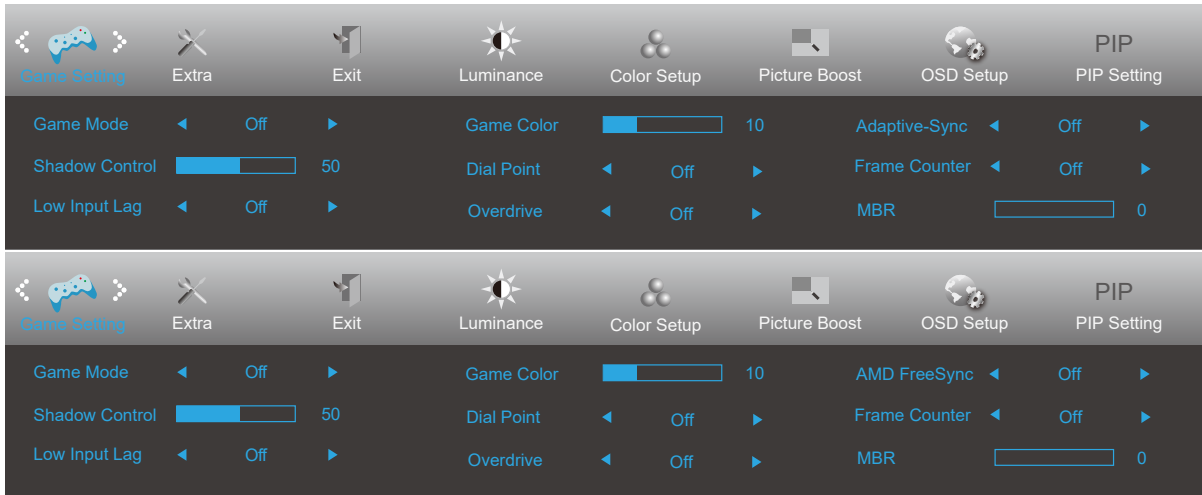 PIP
Game Setting Extra Exit Luminance Color Setup Picture Boost OSD Setup PIP Setting
Game Mode Off Game Color 10 Adaptive-Sync Off
Shadow Control 50 Dial Point Off Frame Counter Off
Low Input Lag Off Overdrive Off MBR 0
PIP
Game Setting Extra Exit Luminance Color Setup Picture Boost OSD Setup PIP Setting
Game Mode Off Game Color 10 AMD FreeSync Off
Shadow Control 50 Dial Point Off Frame Counter Off
Low Input Lag Off Overdrive Off MBR 0